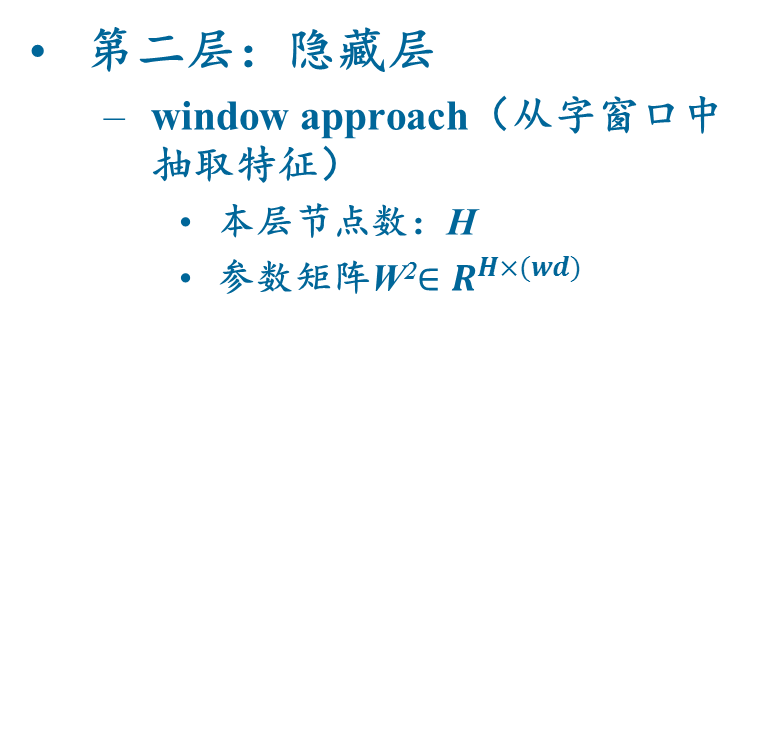 • 第二层：隐藏层
– window approach（从字窗口中
抽取特征）
• 本层节点数：H
• 参数矩阵W²∈ R^{H×(wd)}